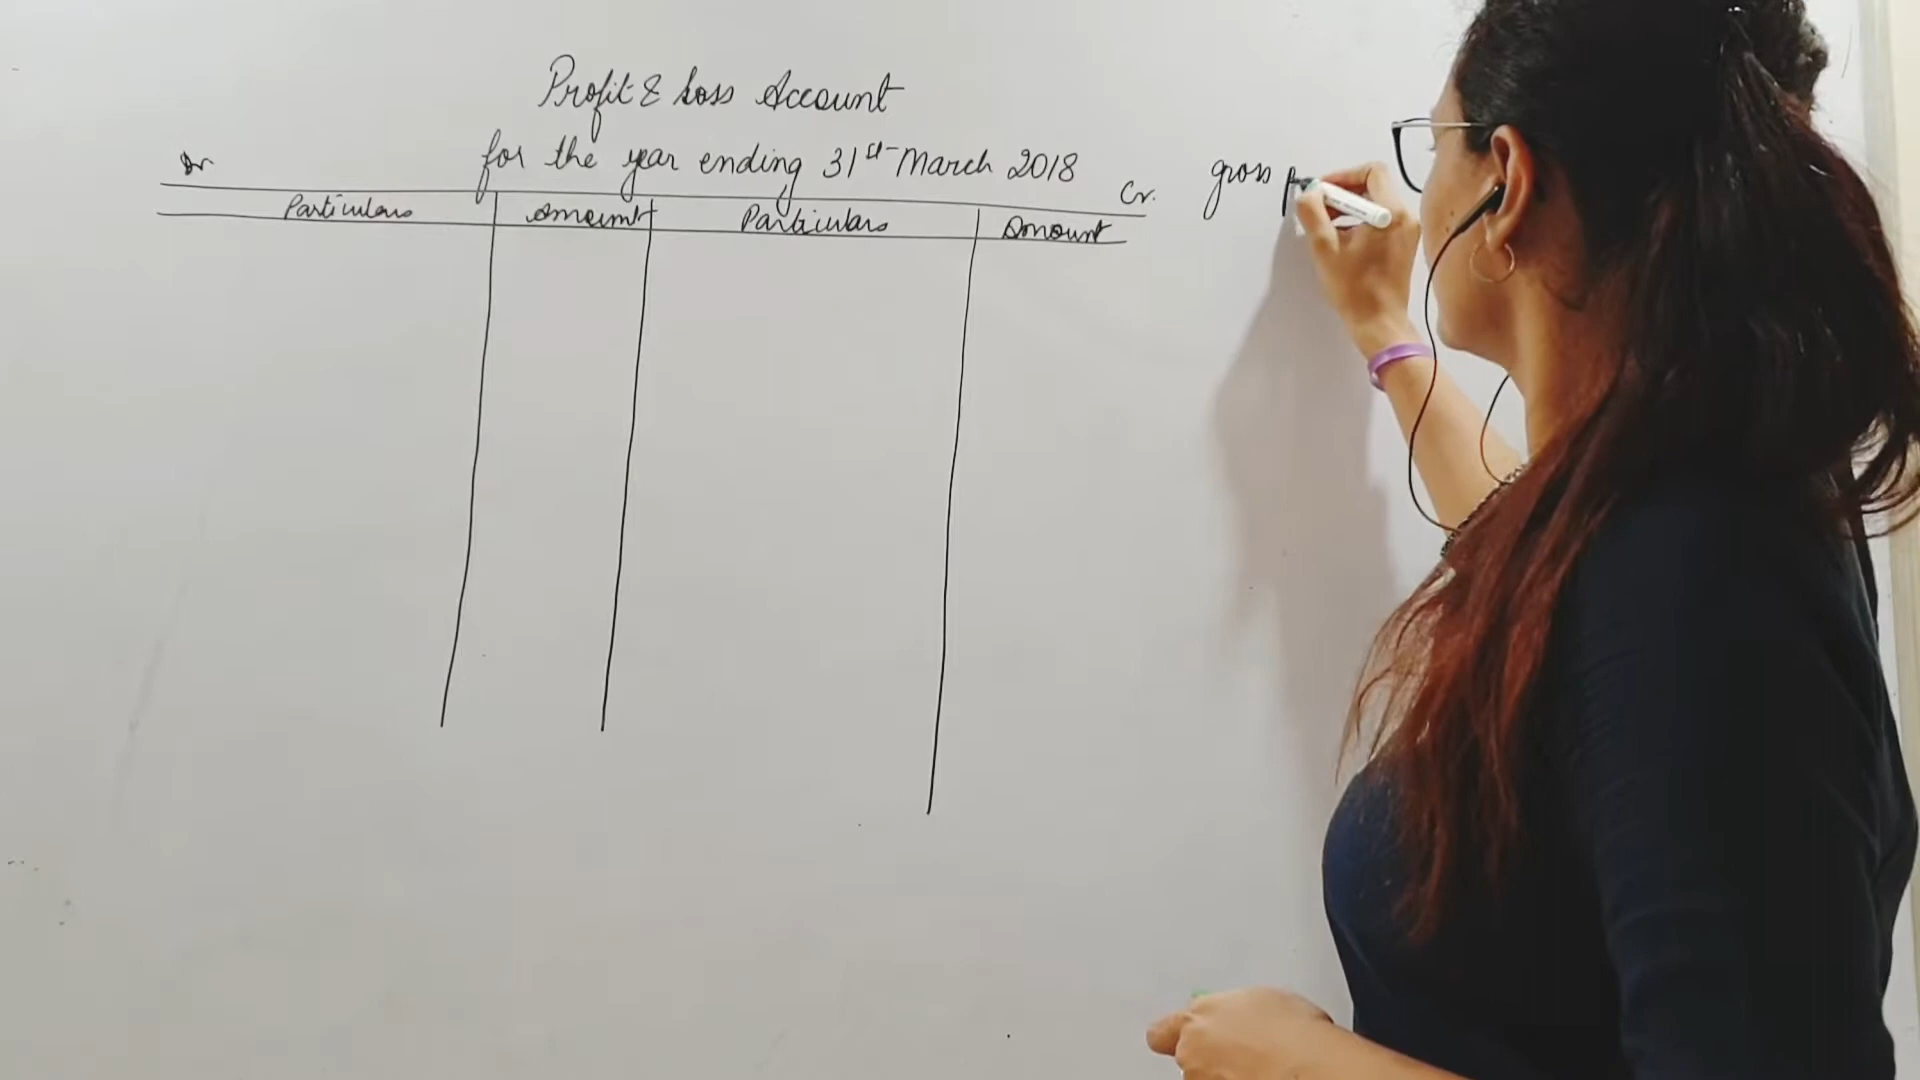 Profit & Loss Account
for the year ending 31st March 2018
Dr
Cr.
Particulars Amount Particulars Amount
gross p